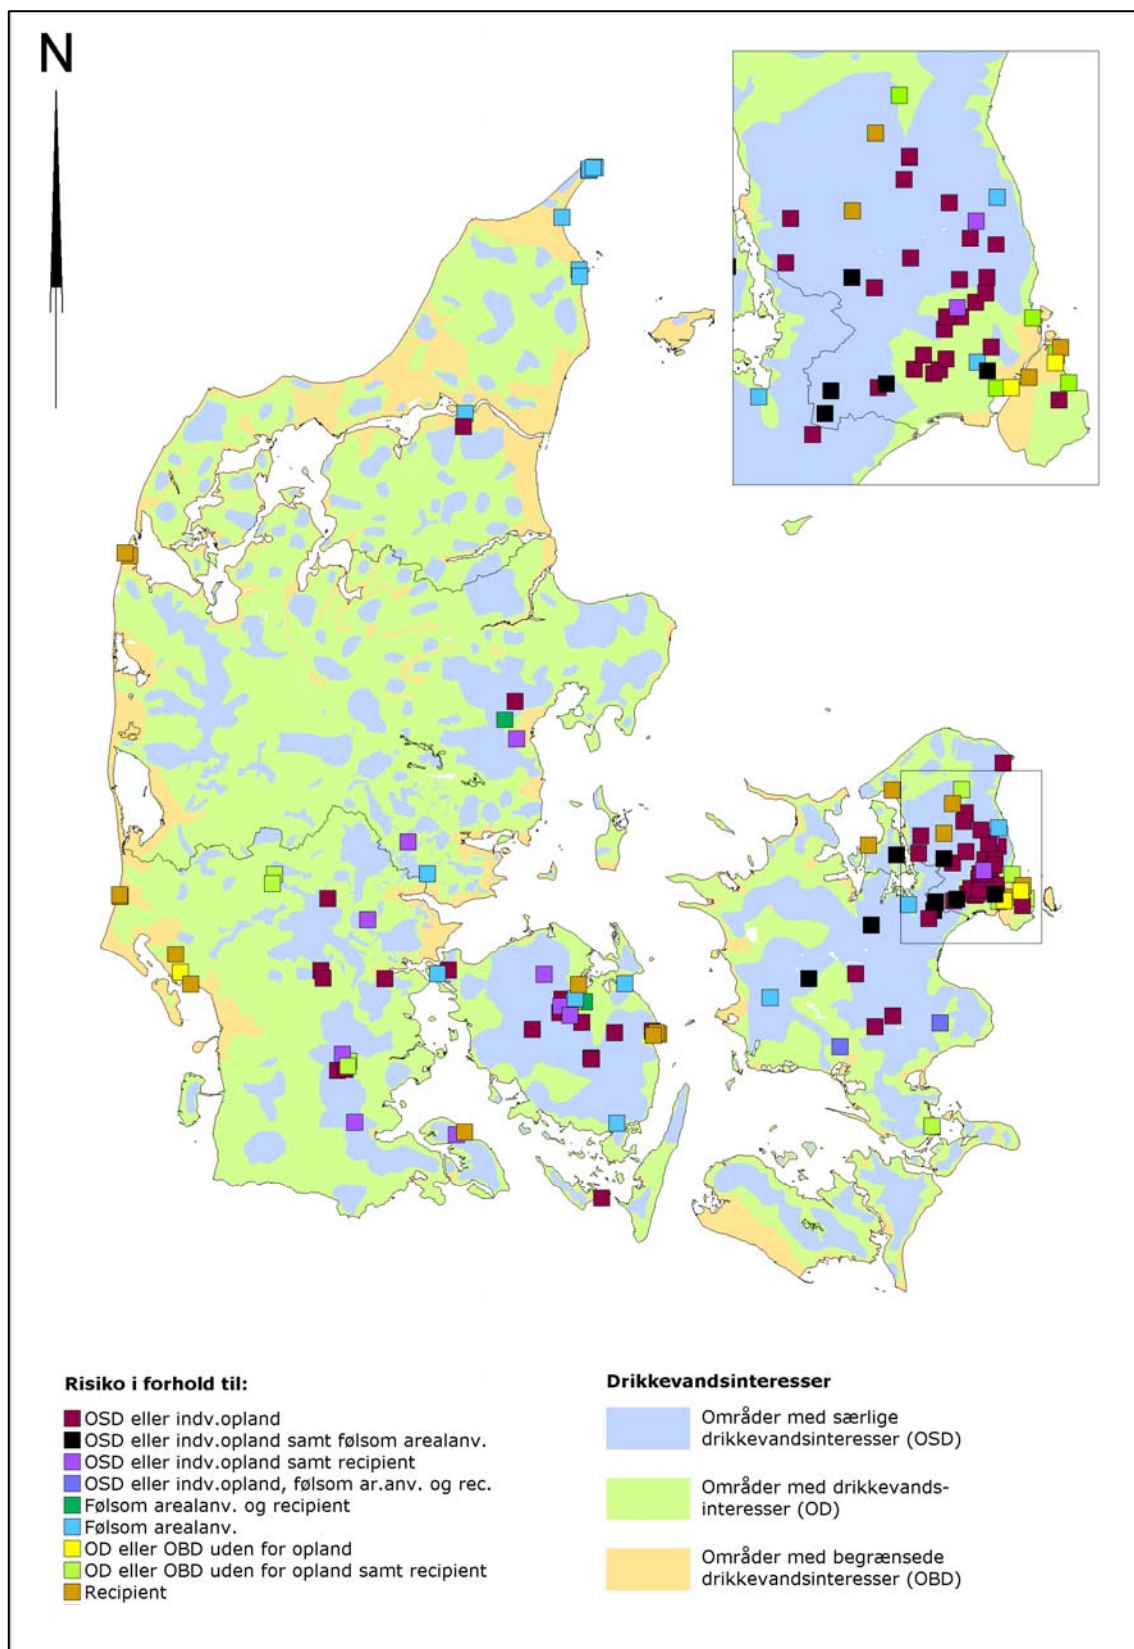 N
Risiko i forhold til:
OSD eller indv.opland
OSD eller indv.opland samt følsom arealanv.
OSD eller indv.opland samt recipient
OSD eller indv.opland, følsom ar.anv. og rec.
Følsom arealanv. og recipient
Følsom arealanv.
OD eller OBD uden for opland
OD eller OBD uden for opland samt recipient
Recipient
Drikkevandsinteresser
Områder med særlige
drikkevandsinteresser (OSD)
Områder med drikkevands-
interesser (OD)
Områder med begrænsede
drikkevandsinteresser (OBD)